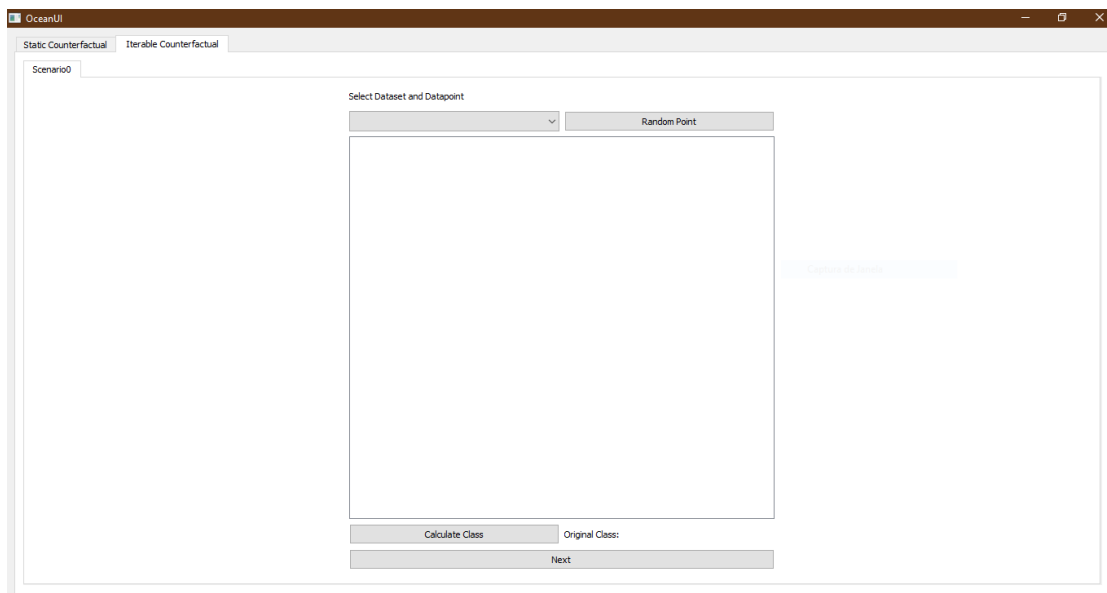 OceanUI
Static Counterfactual
Iterable Counterfactual
Scenario0
Select Dataset and Datapoint
Random Point
Calculate Class
Original Class:
Next